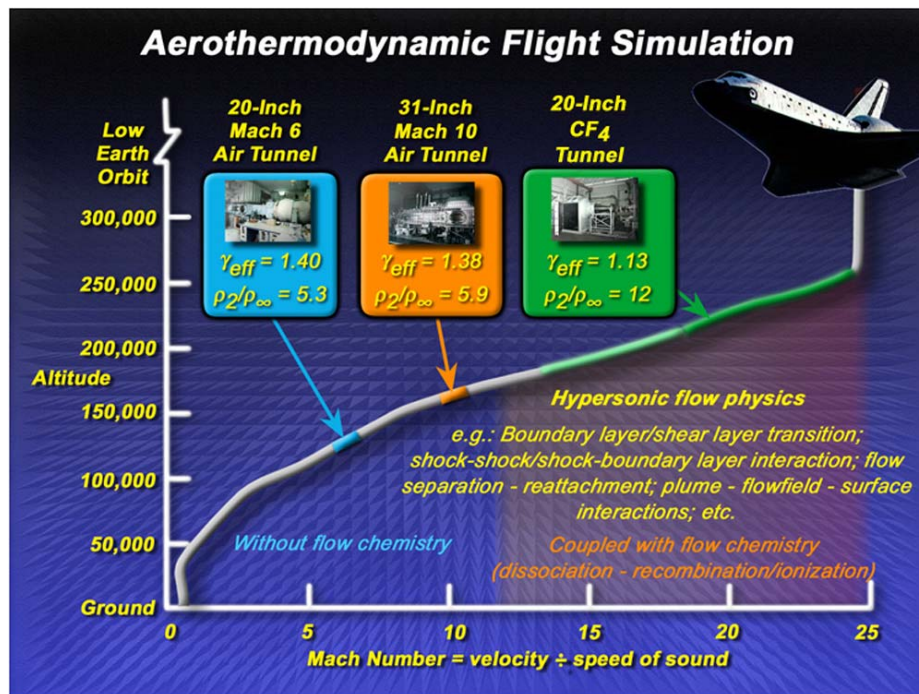 Aerothermodynamic Flight Simulation
20-Inch
Mach 6
Air Tunnel
31-Inch
Mach 10
Air Tunnel
20-Inch
CF₄
Tunnel
γeff = 1.40
ρ₂/ρ∞ = 5.3
γeff = 1.38
ρ₂/ρ∞ = 5.9
γeff = 1.13
ρ₂/ρ∞ = 12
Low
Earth
Orbit
300,000
250,000
200,000
Altitude
150,000
100,000
50,000
Ground
Hypersonic flow physics
e.g.: Boundary layer/shear layer transition;
shock-shock/shock-boundary layer interaction; flow
separation - reattachment; plume - flowfield - surface
interactions; etc.
Without flow chemistry
Coupled with flow chemistry
(dissociation - recombination/ionization)
0 5 10 15 20 25
Mach Number = velocity ÷ speed of sound